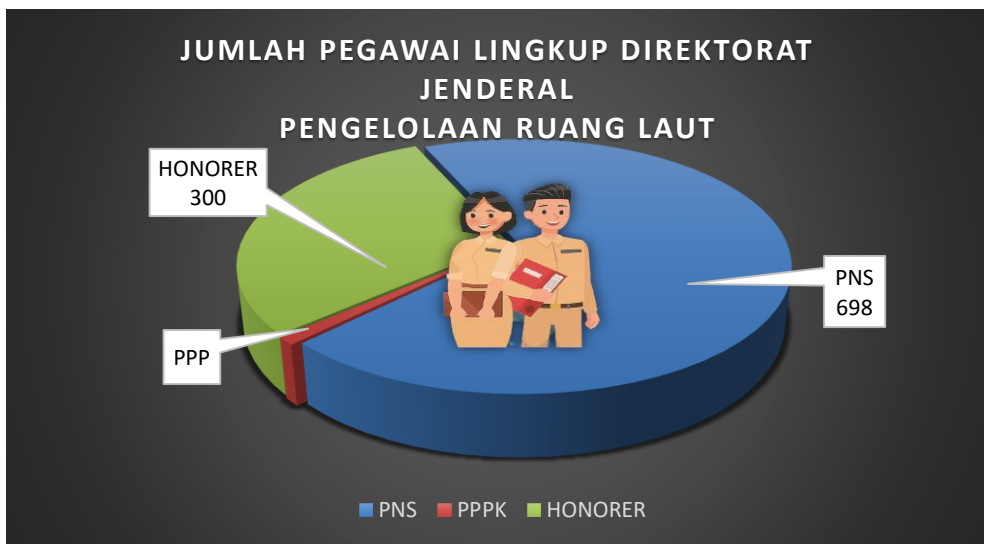 JUMLAH PEGAWAI LINGKUP DIREKTORAT
JENDERAL
PENGELOLAAN RUANG LAUT
HONORER
300
PNS
698
PPP
PNS PPPK HONORER